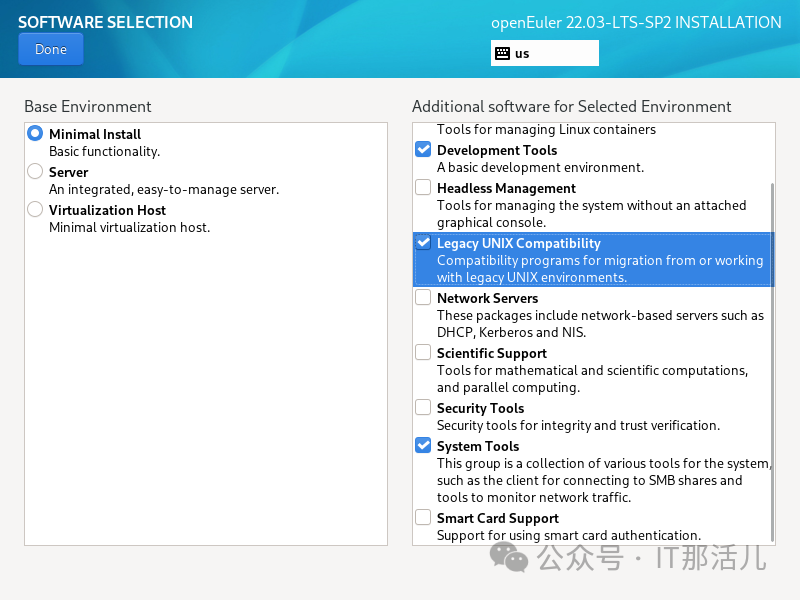 SOFTWARE SELECTION
openEuler 22.03-LTS-SP2 INSTALLATION
Done
us
Base Environment
Minimal Install
Basic functionality.
Server
An integrated, easy-to-manage server.
Virtualization Host
Minimal virtualization host.
Additional software for Selected Environment
Tools for managing Linux containers
Development Tools
A basic development environment.
Headless Management
Tools for managing the system without an attached
graphical console.
Legacy UNIX Compatibility
Compatibility programs for migration from or working
with legacy UNIX environments.
Network Servers
These packages include network-based servers such as
DHCP, Kerberos and NIS.
Scientific Support
Tools for mathematical and scientific computations,
and parallel computing.
Security Tools
Security tools for integrity and trust verification.
System Tools
This group is a collection of various tools for the system,
such as the client for connecting to SMB shares and
tools to monitor network traffic.
Smart Card Support
Support for using smart card authentication.
公众号 · IT那活儿